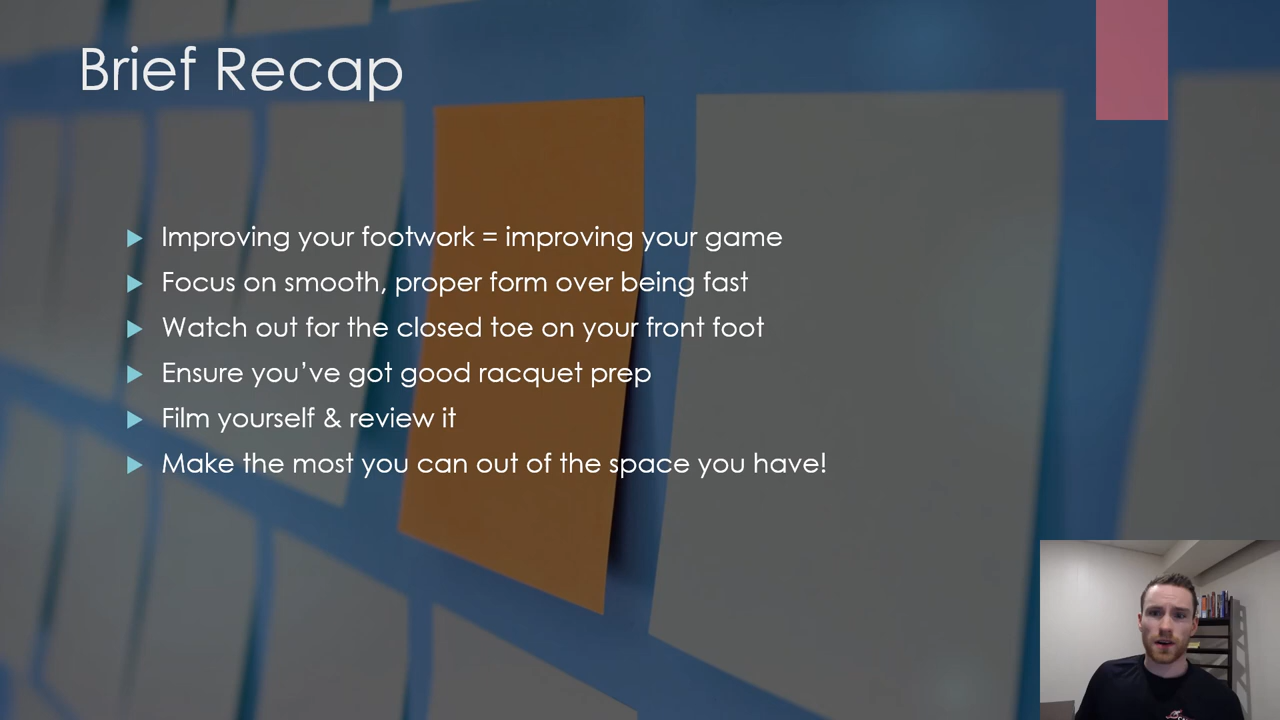 Brief Recap
Improving your footwork = improving your game
Focus on smooth, proper form over being fast
Watch out for the closed toe on your front foot
Ensure you’ve got good racquet prep
Film yourself & review it
Make the most you can out of the space you have!